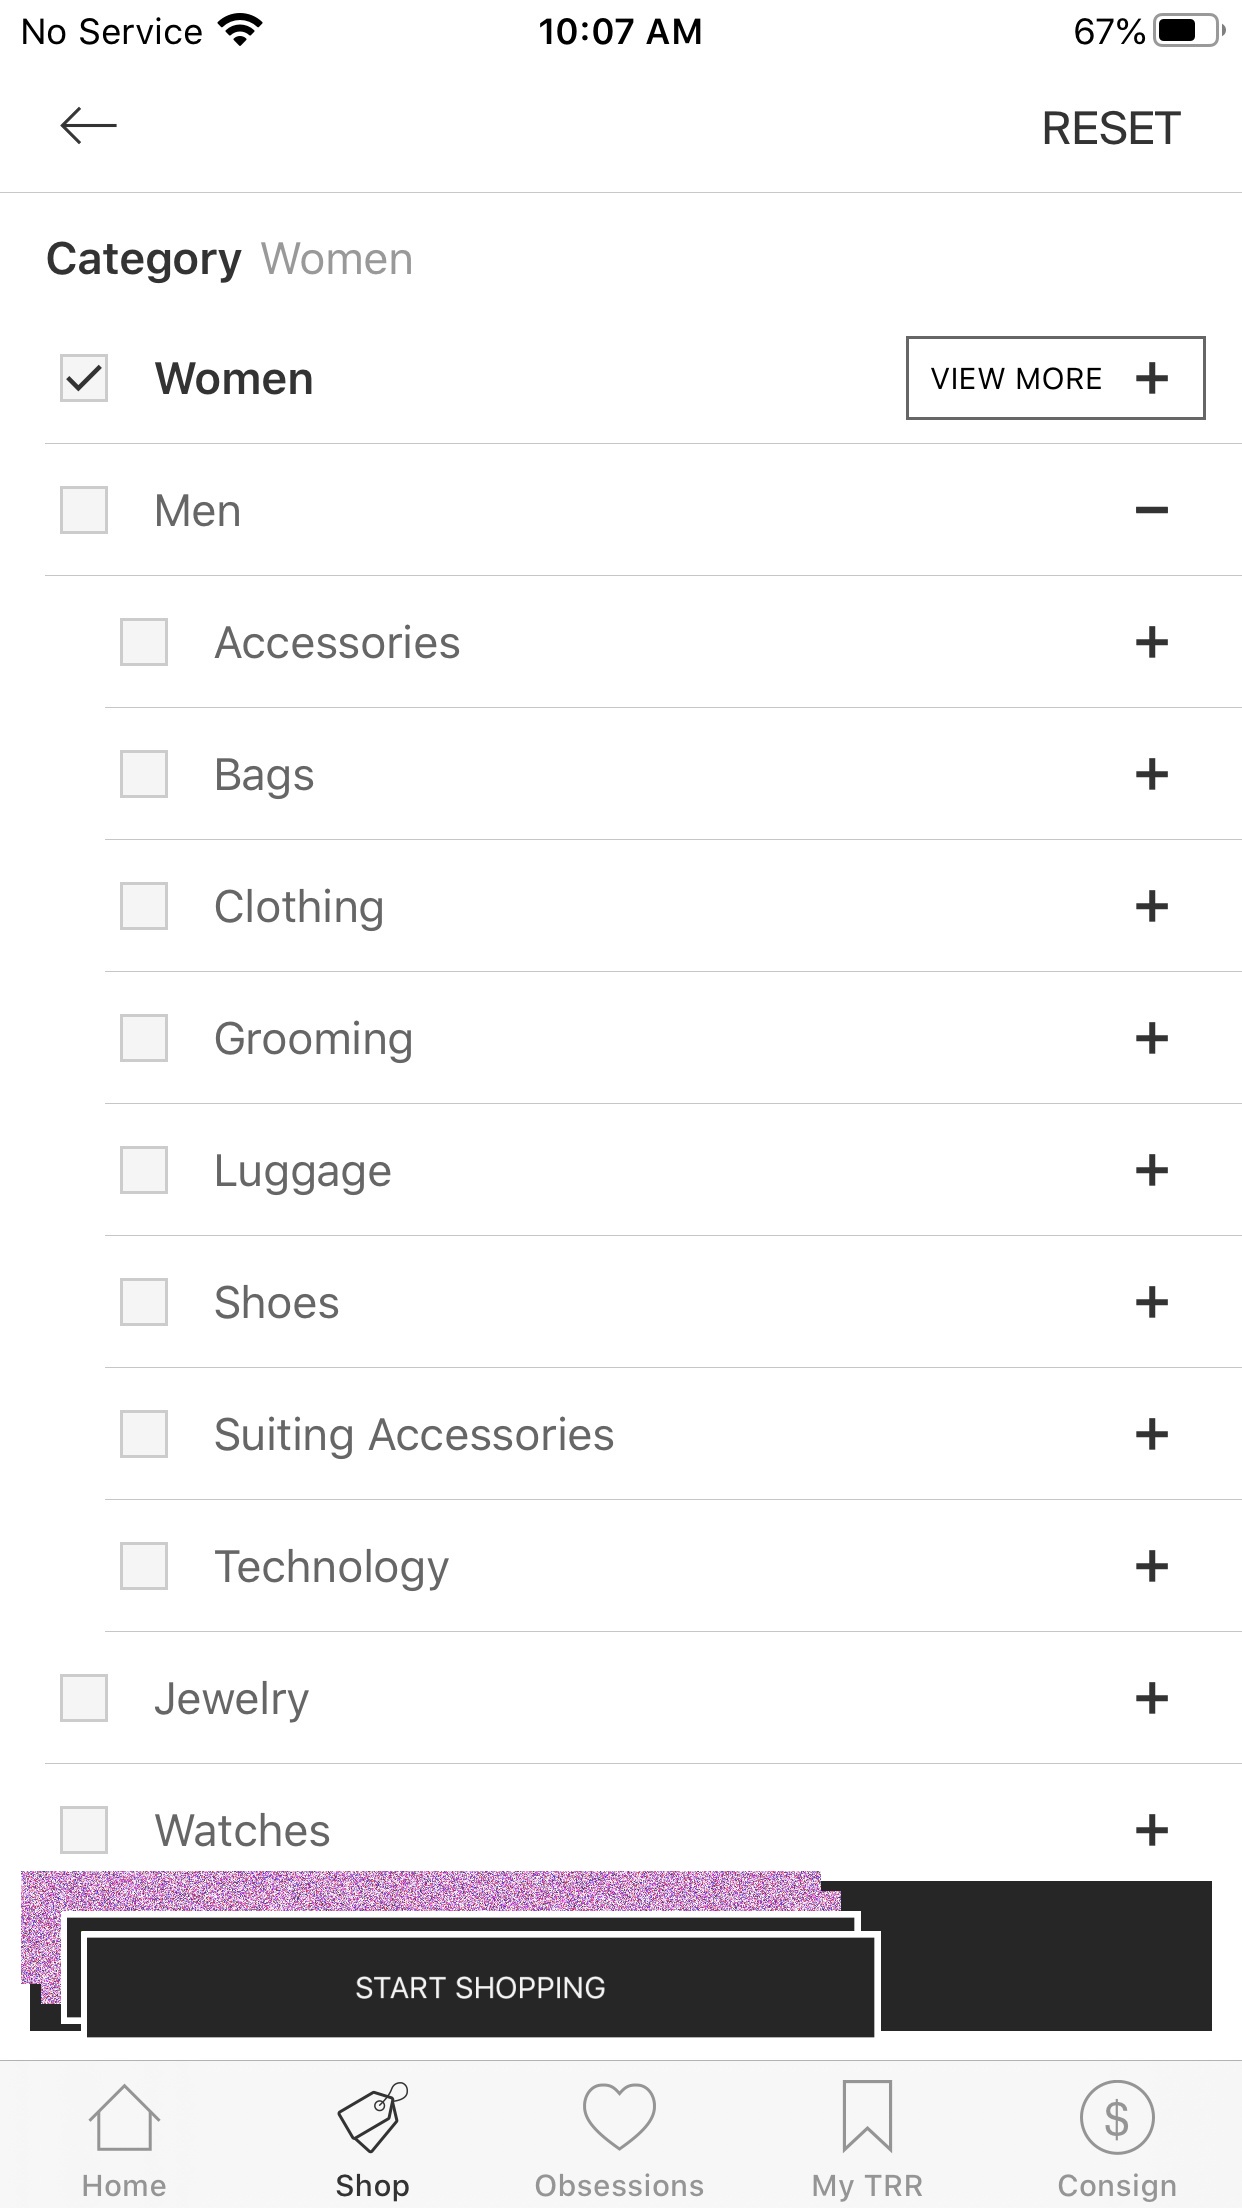 No Service 10:07 AM 67%
RESET
Category Women
Women VIEW MORE
Men
Accessories
Bags
Clothing
Grooming
Luggage
Shoes
Suiting Accessories
Technology
Jewelry
Watches
START SHOPPING
Home Shop Obsessions My TRR Consign